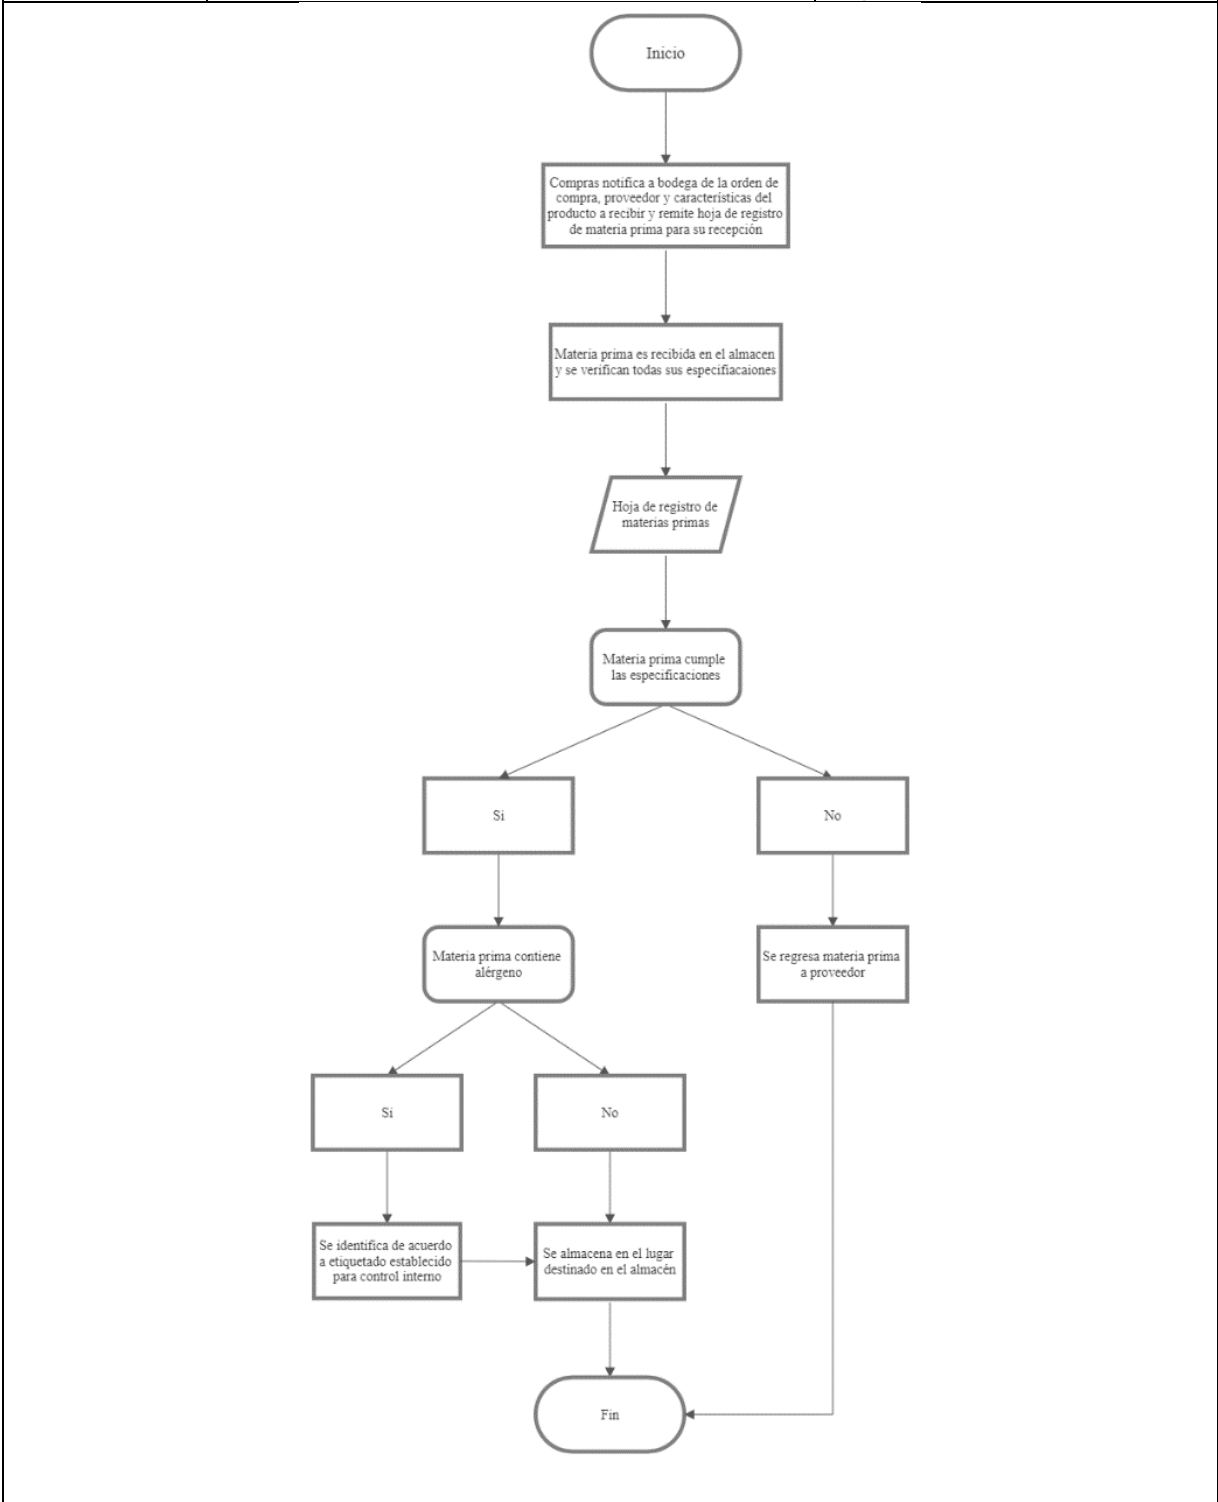 Inicio
Compras notifica a bodega de la orden de
compra, proveedor y características del
producto a recibir y remite hoja de registro
de materia prima para su recepción
Materia prima es recibida en el almacen
y se verifican todas sus especifiacaiones
Hoja de registro de
materias primas
Materia prima cumple
las especificaciones
Si
No
Materia prima contiene
alérgeno
Se regresa materia prima
a proveedor
Si
No
Se identifica de acuerdo
a etiquetado establecido
para control interno
Se almacena en el lugar
destinado en el almacén
Fin